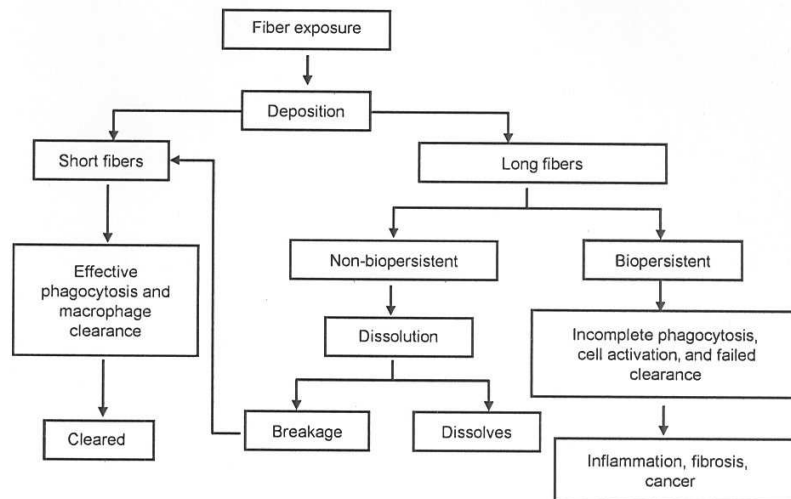 Fiber exposure
Deposition
Short fibers
Long fibers
Effective
phagocytosis and
macrophage
clearance
Non-biopersistent
Biopersistent
Dissolution
Incomplete phagocytosis,
cell activation, and failed
clearance
Cleared
Breakage
Dissolves
Inflammation, fibrosis,
cancer